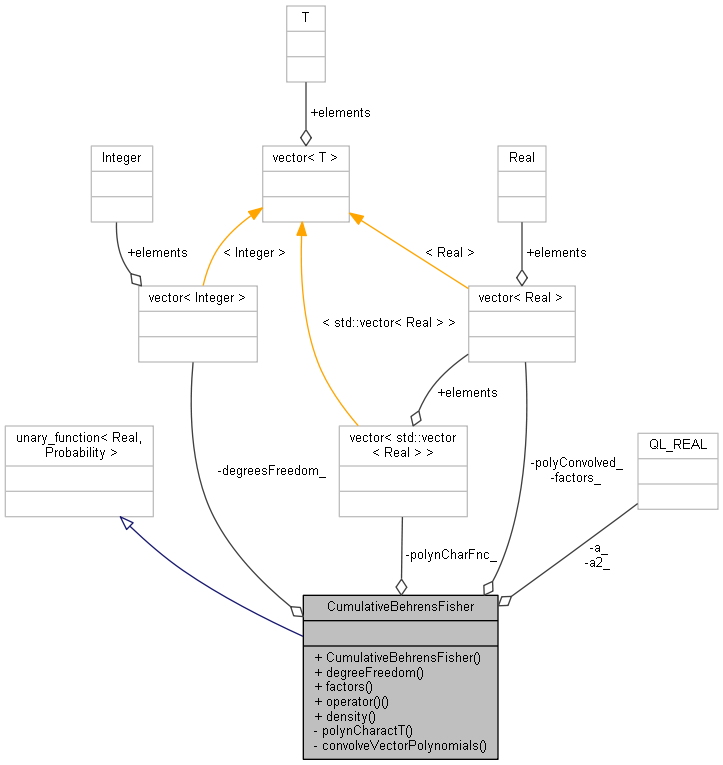 T
+elements
Integer
vector< T >
Real
+elements
< Integer >
< Real >
+elements
vector< Integer >
vector< Real >
< std::vector< Real > >
+elements
unary_function< Real,
Probability >
vector< std::vector
< Real > >
QL_REAL
-degreesFreedom_
-polyConvolved_
-factors_
-polynCharFnc_
-a_
-a2_
CumulativeBehrensFisher
+ CumulativeBehrensFisher()
+ degreeFreedom()
+ factors()
+ operator()()
+ density()
- polynCharactT()
- convolveVectorPolynomials()